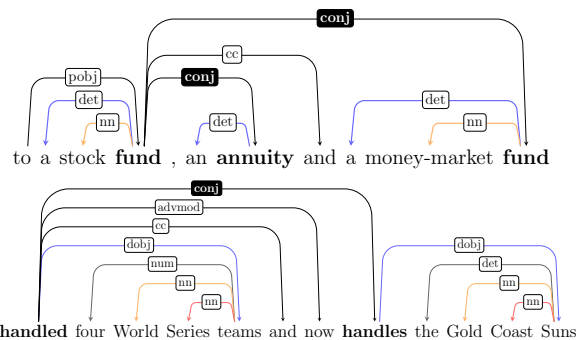 conj
cc
pobj conj
det det det
nn nn
to a stock fund , an annuity and a money-market fund
conj
advmod
cc
dobj dobj
num det
nn nn
nn nn
handled four World Series teams and now handles the Gold Coast Suns